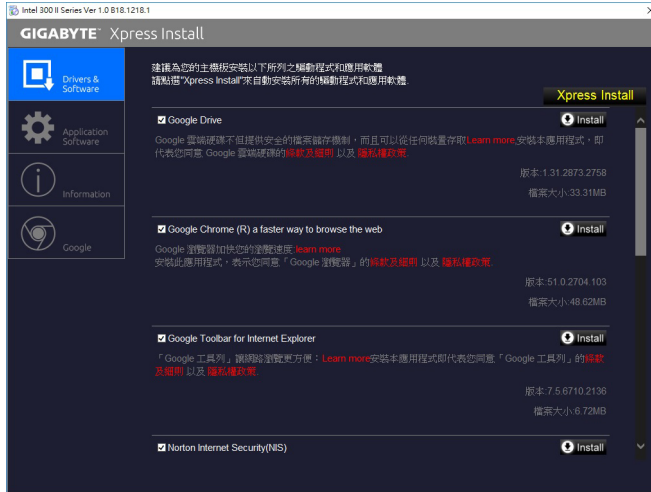 Intel 300 II Series Ver 1.0 B18.1218.1
GIGABYTE™ Xpress Install
Drivers &
Software
Application
Software
Information
Google
建議為您的主機板安裝以下所列之驅動程式和應用軟體
請點選"Xpress Install"來自動安裝所有的驅動程式和應用軟體.
Xpress Install
Google Drive
Install
Google 雲端硬碟不但提供安全的檔案儲存機制，而且可以從任何裝置存取Learn more,安裝本應用程式，即
代表您同意 Google 雲端硬碟的條款及細則 以及 隱私權政策.
版本:1.31.2873.2758
檔案大小:33.31MB
Google Chrome (R) a faster way to browse the web
Install
Google 瀏覽器加快您的瀏覽速度:learn more
安裝此應用程式，表示您同意「Google 瀏覽器」的條款及細則 以及 隱私權政策.
版本:51.0.2704.103
檔案大小:48.62MB
Google Toolbar for Internet Explorer
Install
「Google 工具列」讓網路瀏覽更方便：Learn more安裝本應用程式即代表您同意「Google 工具列」的條款
及細則 以及 隱私權政策.
版本:7.5.6710.2136
檔案大小:6.72MB
Norton Internet Security(NIS)
Install